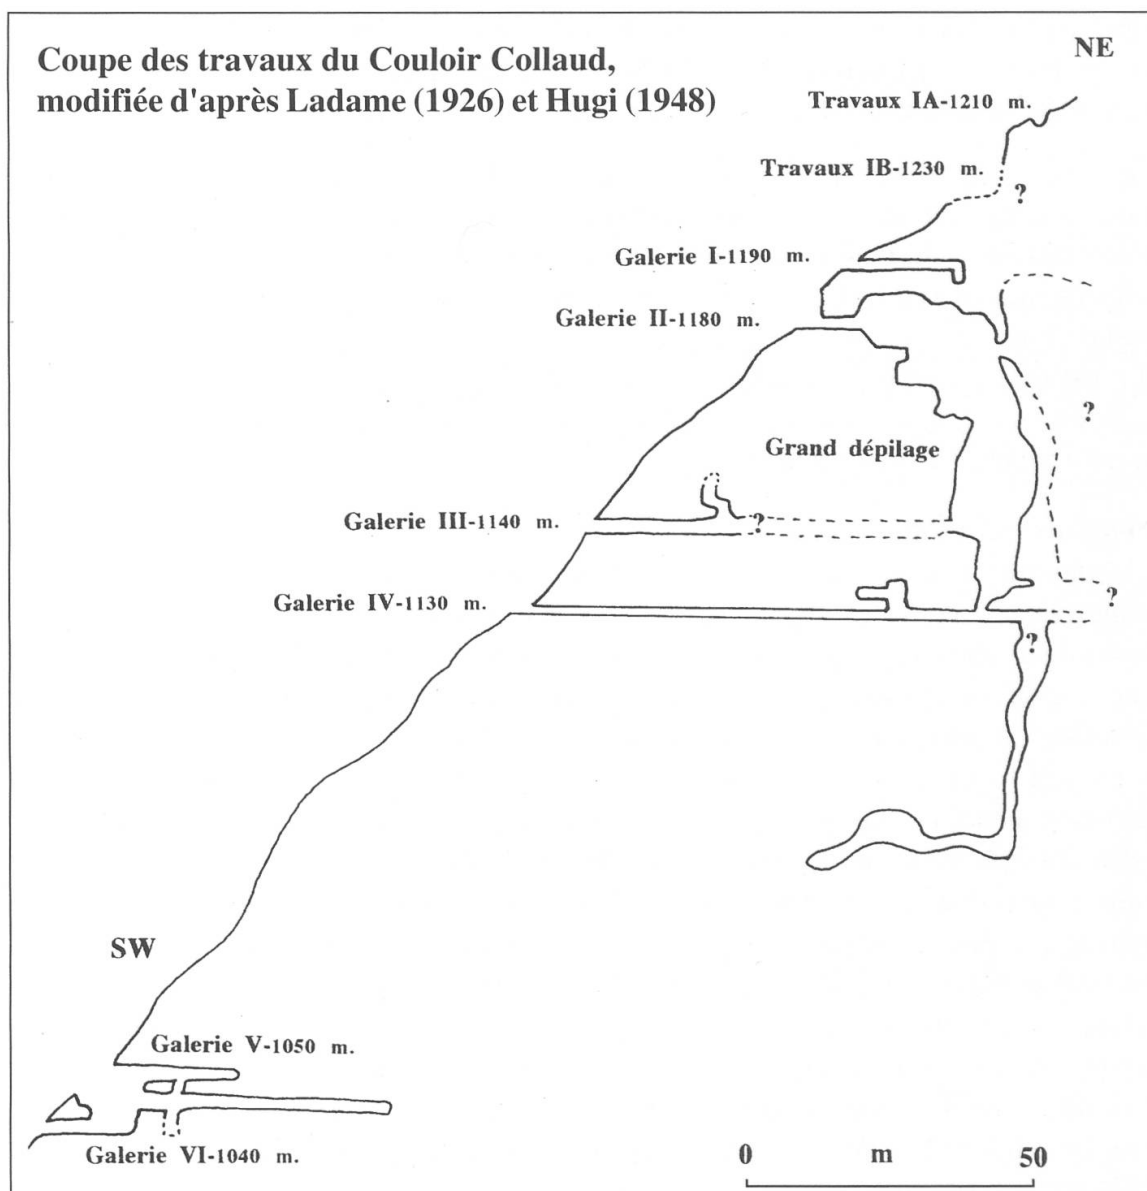 Coupe des travaux du Couloir Collaud,
modifiée d'après Ladame (1926) et Hugi (1948)
NE
Travaux IA-1210 m.
Travaux IB-1230 m.
?
Galerie I-1190 m.
Galerie II-1180 m.
?
Grand dépilage
Galerie III-1140 m.
?
Galerie IV-1130 m.
?
?
SW
Galerie V-1050 m.
Galerie VI-1040 m.
0 m 50